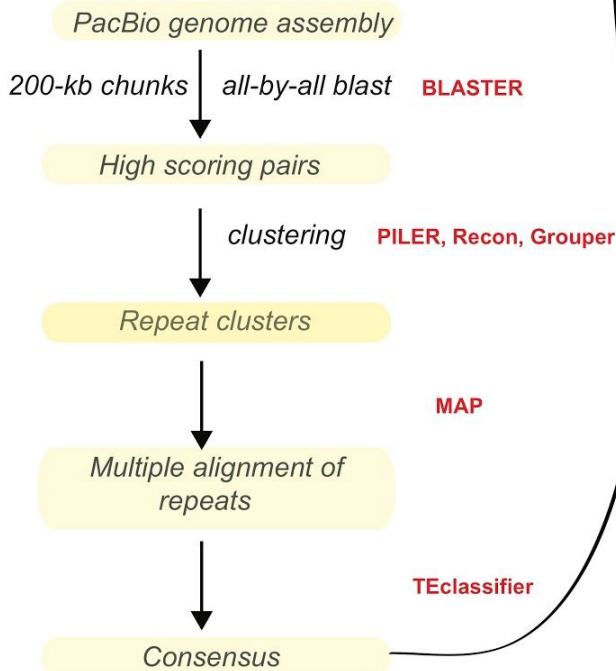 PacBio genome assembly
200-kb chunks all-by-all blast BLASTER
High scoring pairs
clustering PILER, Recon, Grouper
Repeat clusters
MAP
Multiple alignment of
repeats
TEclassifier
Consensus